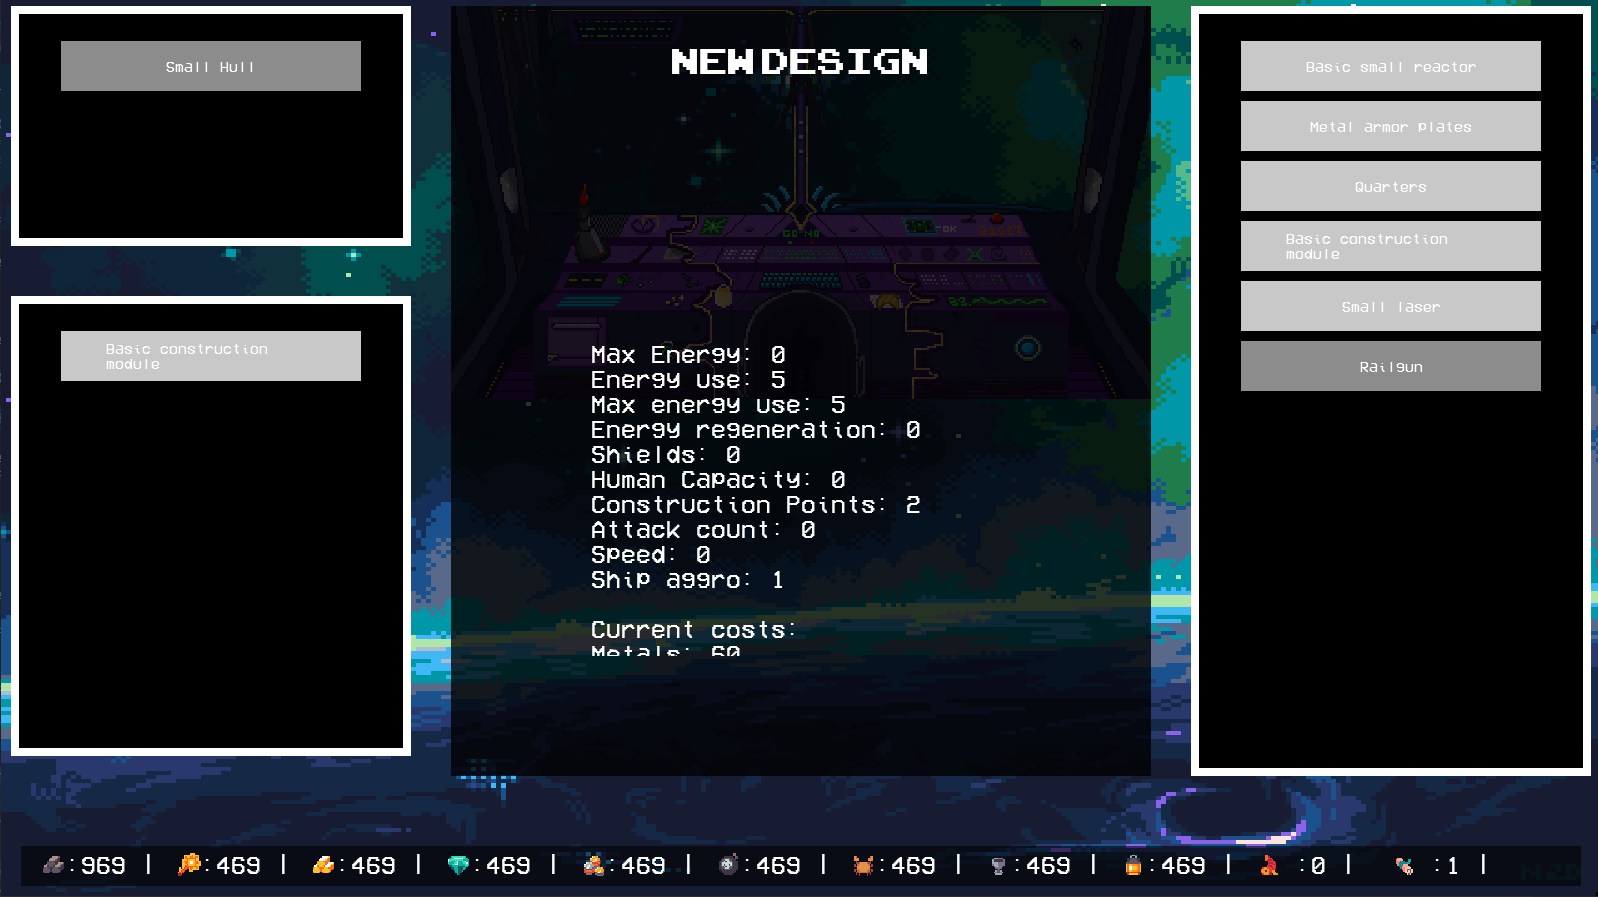 Small Hull
Basic construction
module
NEW DESIGN
Max Energy: 0
Energy use: 5
Max energy use: 5
Energy regeneration: 0
Shields: 0
Human Capacity: 0
Construction Points: 2
Attack count: 0
Speed: 0
Ship aggro: 1
Current costs:
Metals: 60
Basic small reactor
Metal armor plates
Quarters
Basic construction
module
Small laser
Railgun
:969 | :469 | :469 | :469 | :469 | :469 | :469 | :469 | :469 | :0 | :1 |